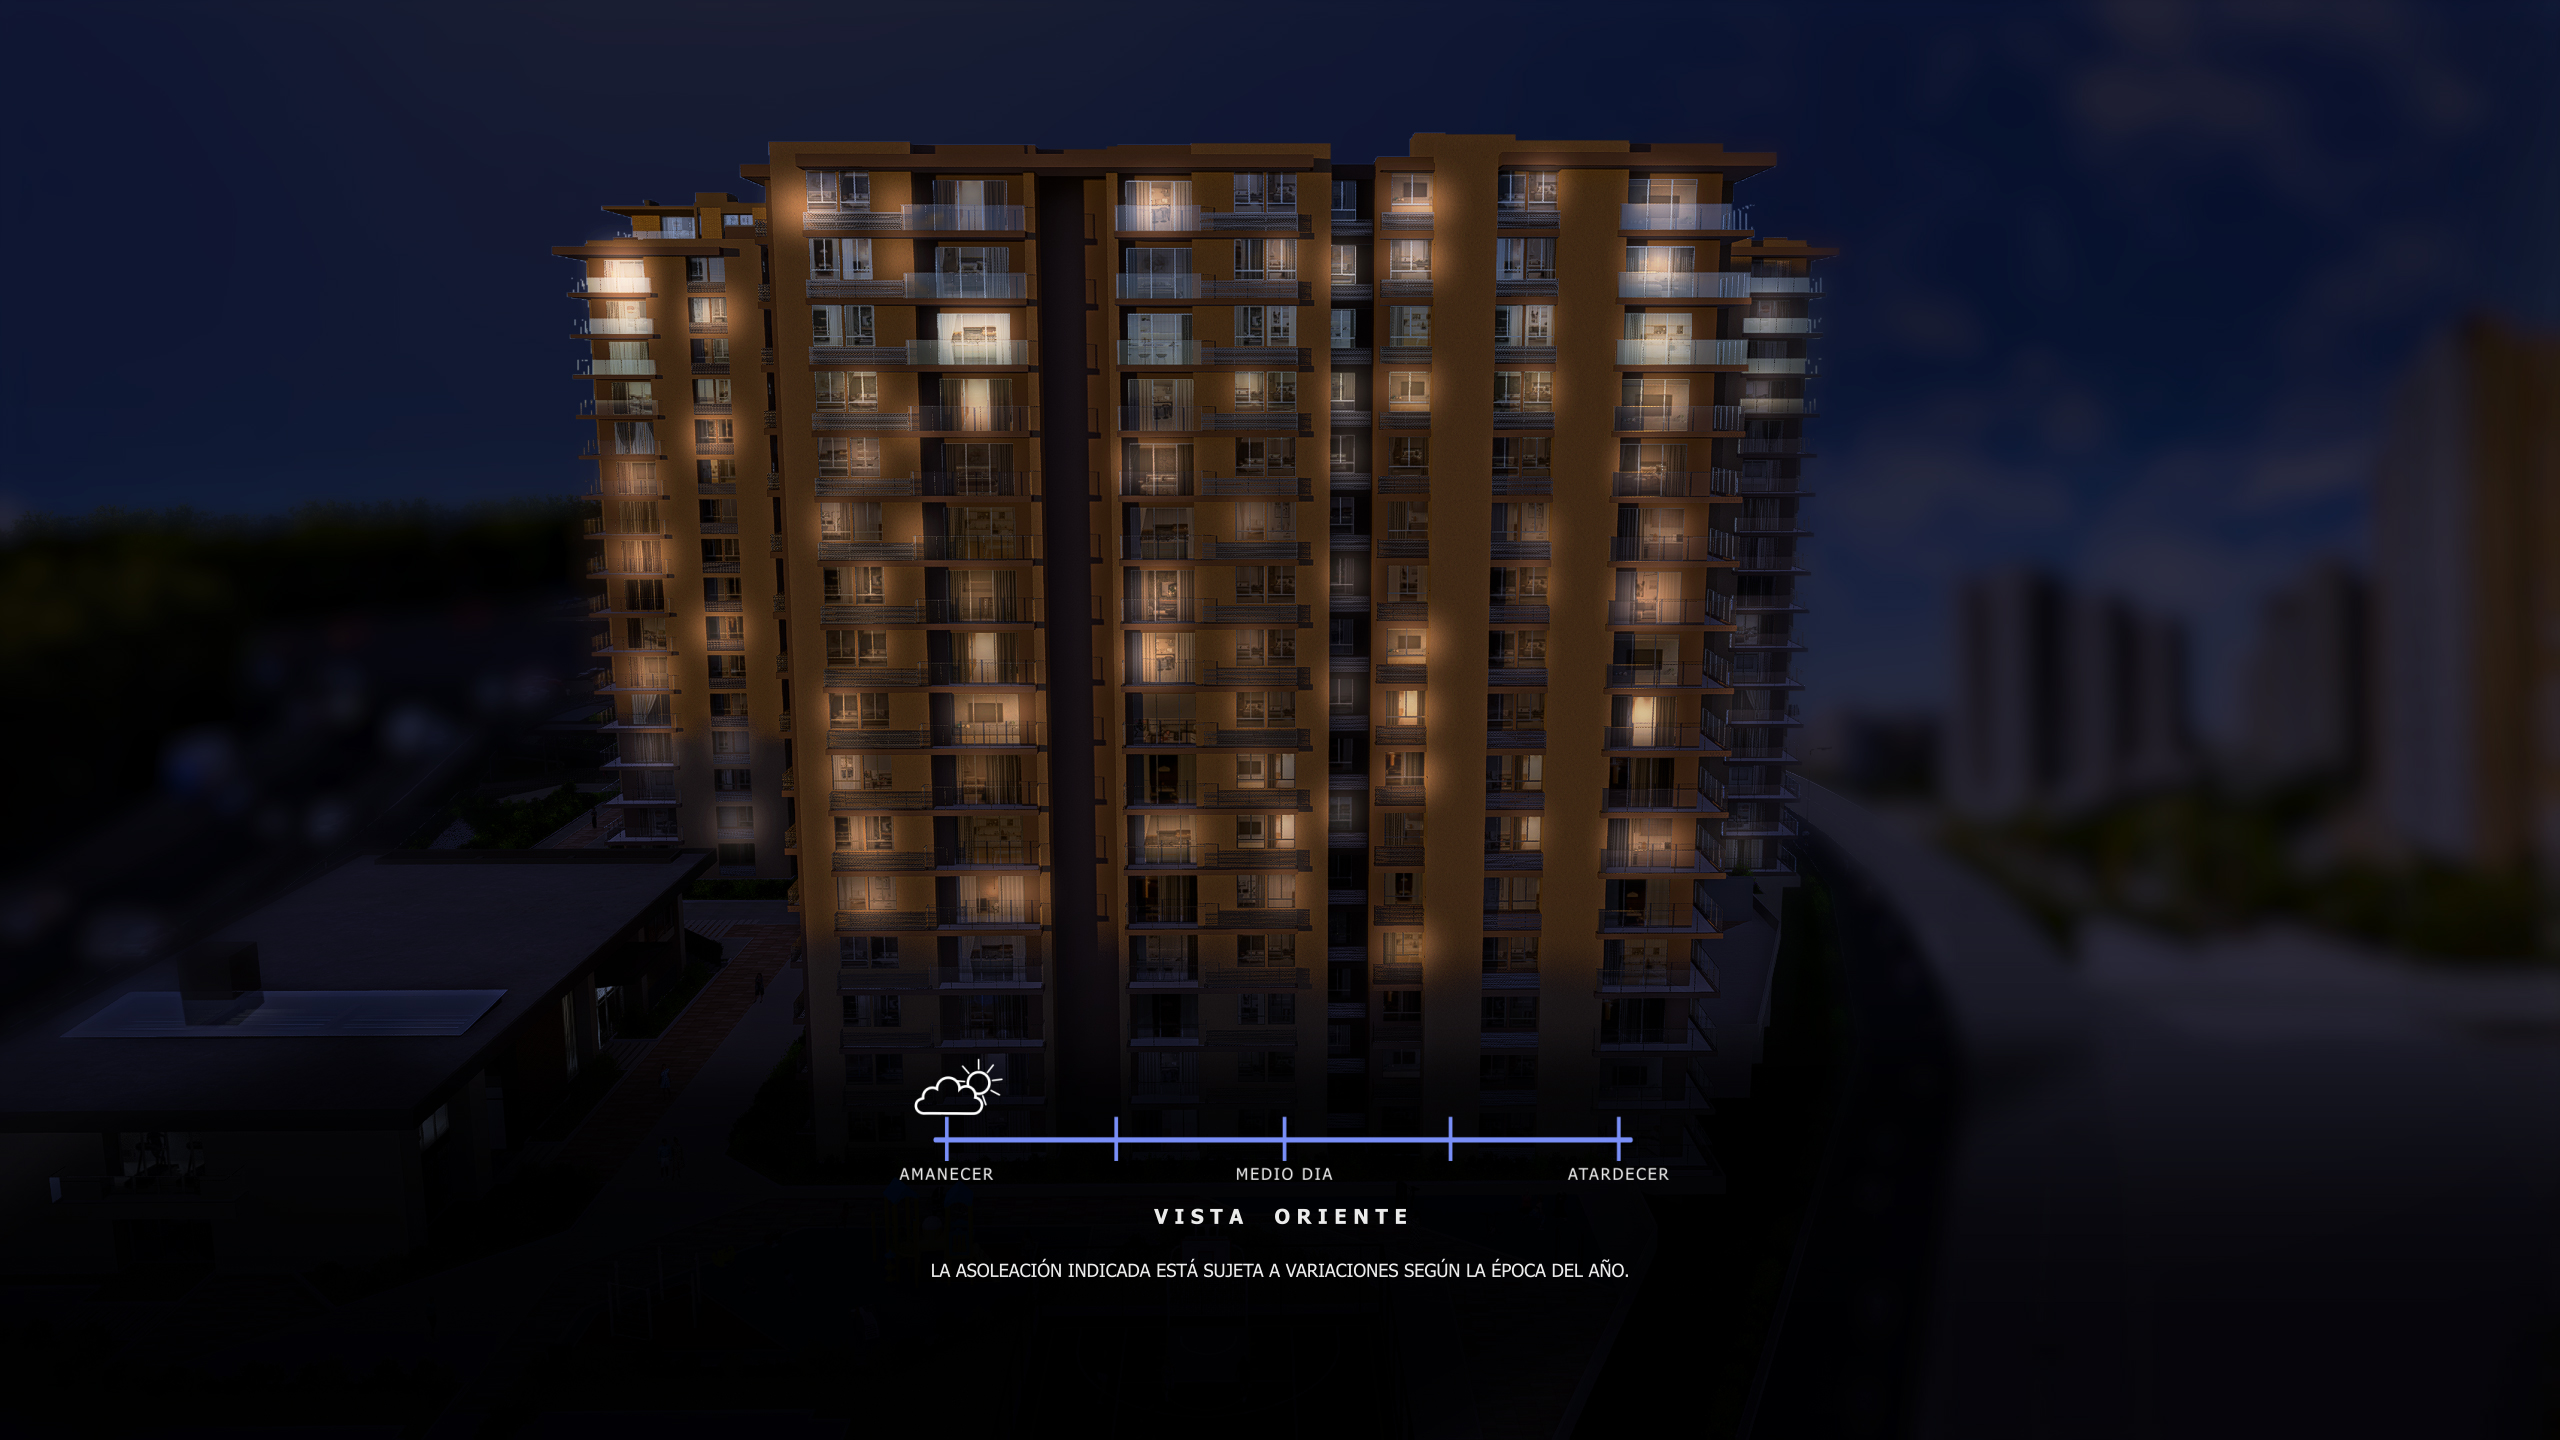 AMANECER MEDIO DIA ATARDECER
VISTA ORIENTE
LA ASOLEACIÓN INDICADA ESTÁ SUJETA A VARIACIONES SEGÚN LA ÉPOCA DEL AÑO.